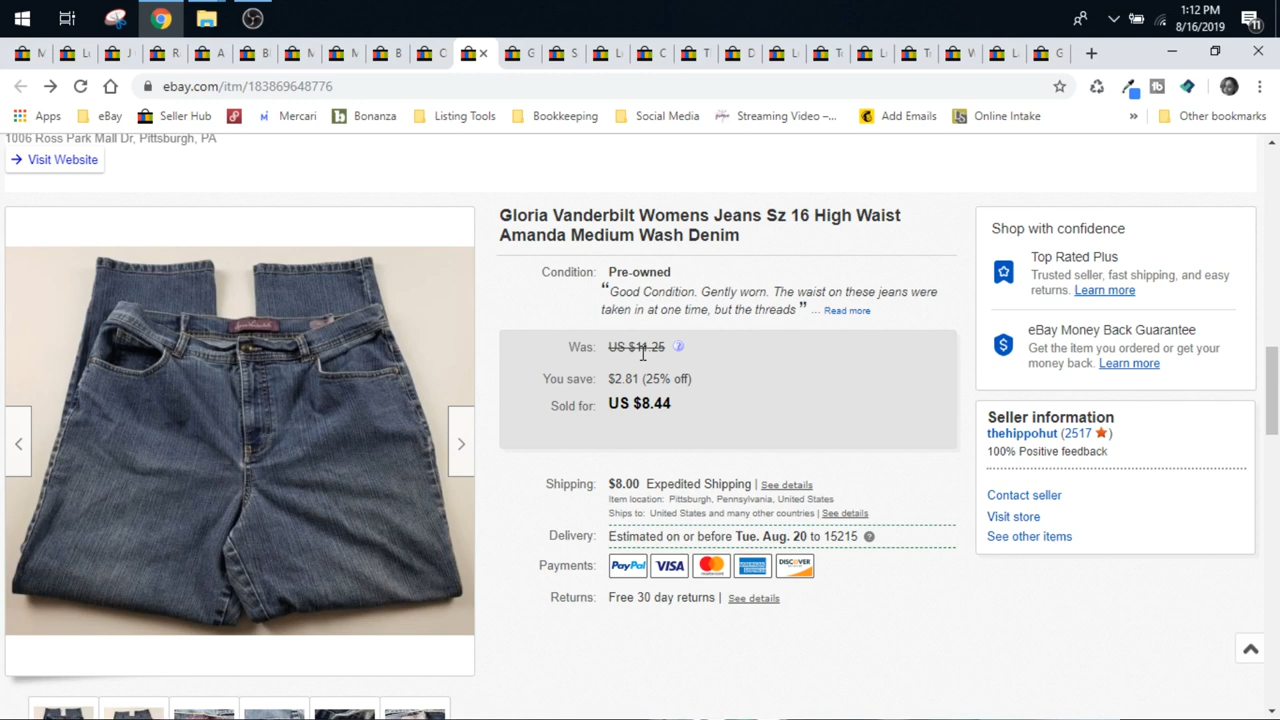 1:12 PM
8/16/2019
11
M
Lu
J
R
A
B
M
M
B
C
G
S
L
C
T
D
L
T
L
T
W
L
G
ebay.com/itm/183869648776
Apps
eBay
Seller Hub
Mercari
Bonanza
Listing Tools
Bookkeeping
Social Media
Streaming Video –...
Add Emails
Online Intake
»
Other bookmarks
1006 Ross Park Mall Dr, Pittsburgh, PA
→ Visit Website
Gloria Vanderbilt Womens Jeans Sz 16 High Waist
Amanda Medium Wash Denim
Condition: Pre-owned
“Good Condition. Gently worn. The waist on these jeans were
taken in at one time, but the threads ” ... Read more
Was: US $11.25
You save: $2.81 (25% off)
Sold for: US $8.44
Shipping: $8.00 Expedited Shipping | See details
Item location: Pittsburgh, Pennsylvania, United States
Ships to: United States and many other countries | See details
Delivery: Estimated on or before Tue. Aug. 20 to 15215
Payments: PayPal VISA MasterCard AMERICAN EXPRESS DISCOVER
Returns: Free 30 day returns | See details
Shop with confidence
Top Rated Plus
Trusted seller, fast shipping, and easy
returns. Learn more
eBay Money Back Guarantee
Get the item you ordered or get your
money back. Learn more
Seller information
thehippohut (2517 ★)
100% Positive feedback
Contact seller
Visit store
See other items